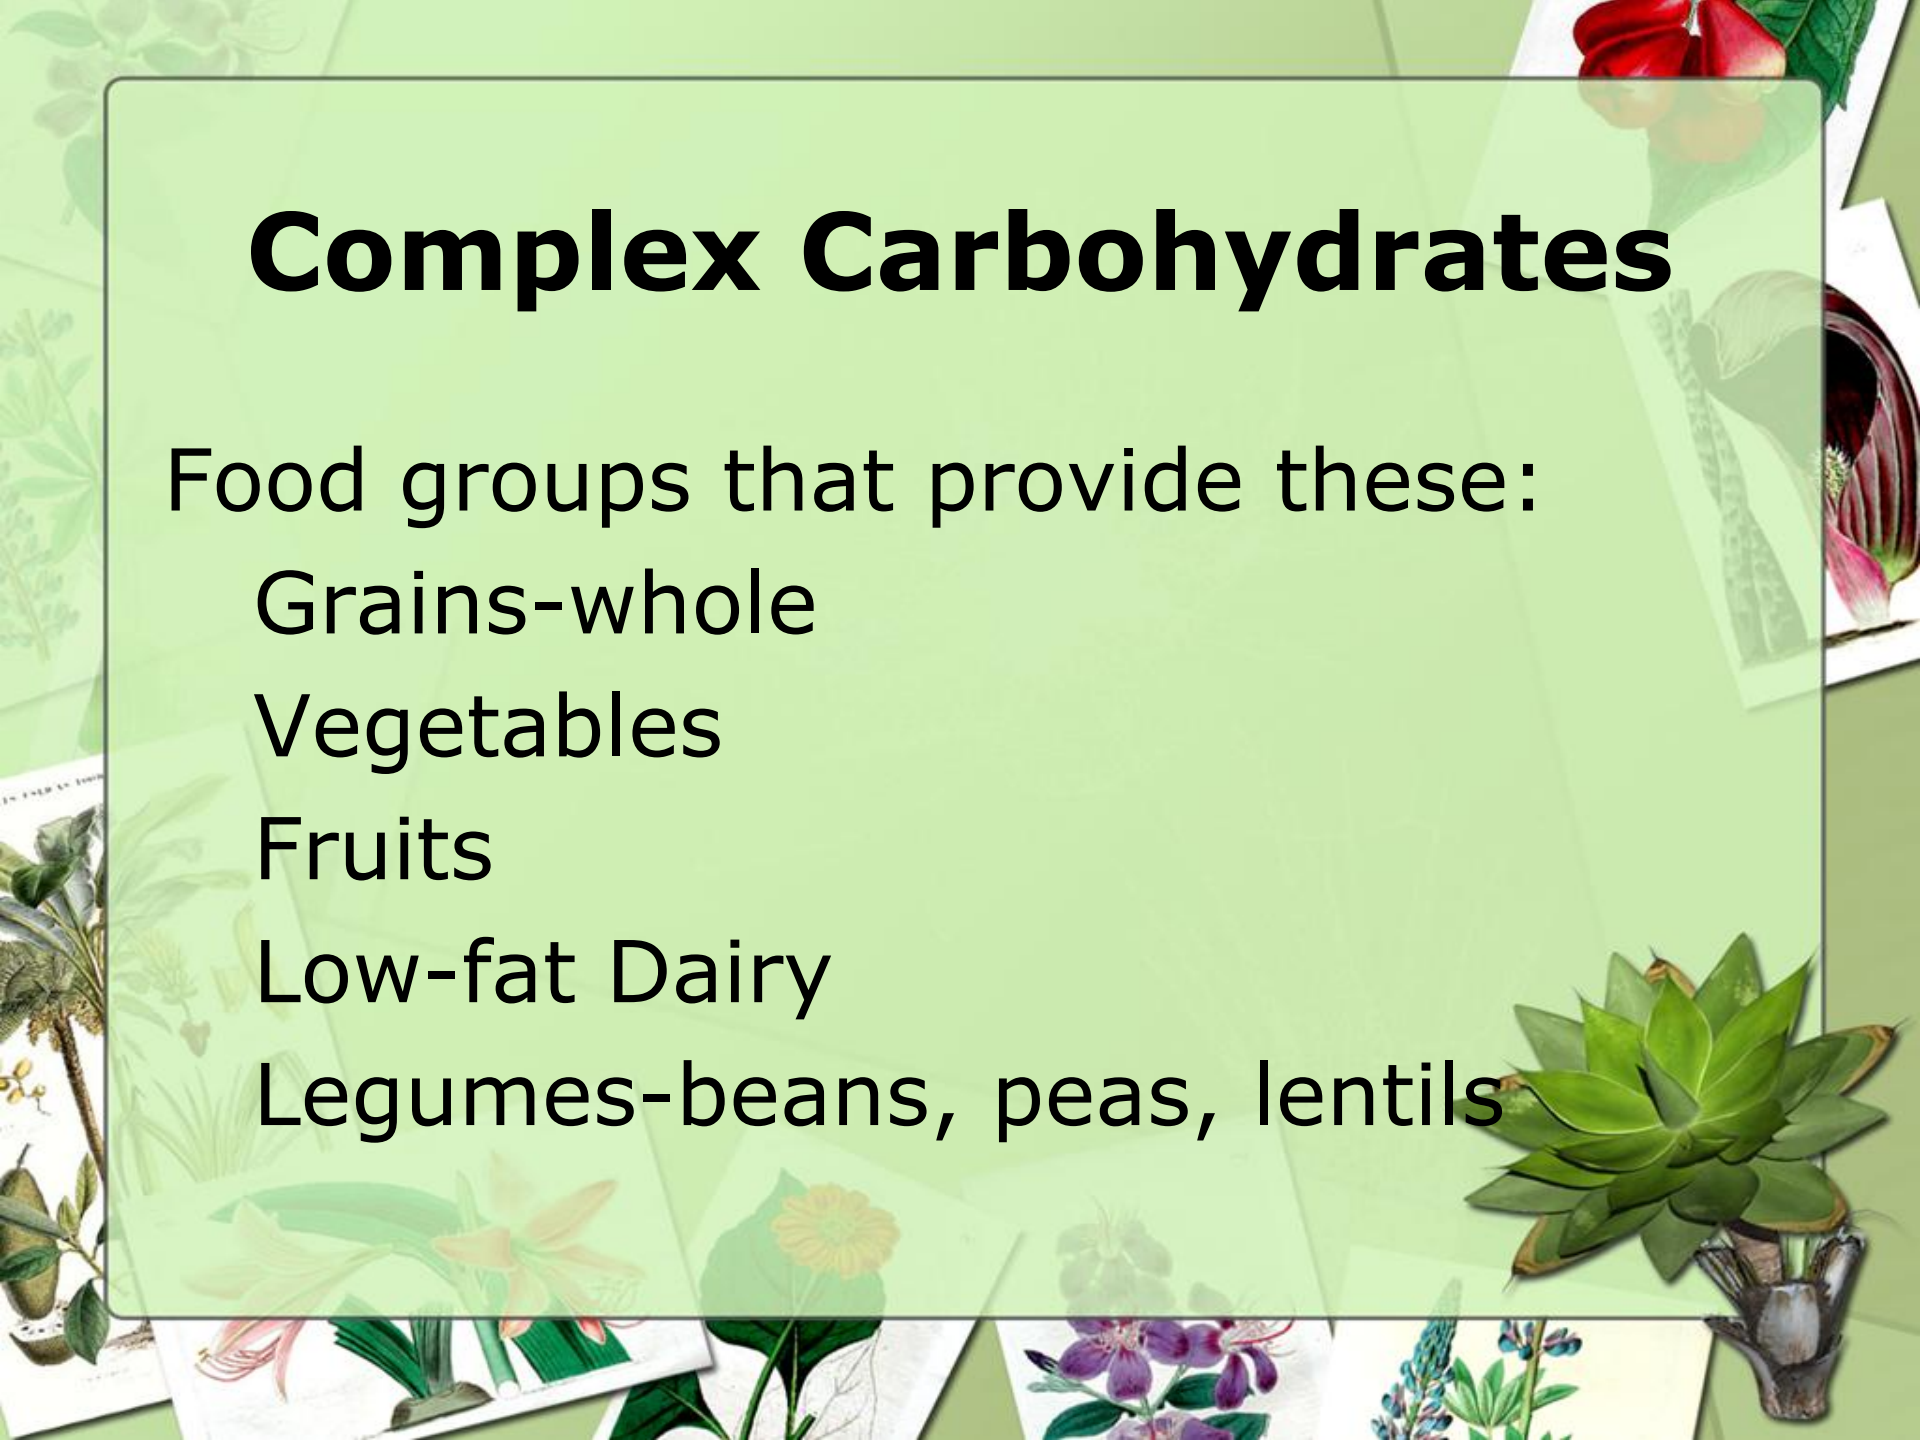 Complex Carbohydrates
Food groups that provide these:
Grains-whole
Vegetables
Fruits
Low-fat Dairy
Legumes-beans, peas, lentils